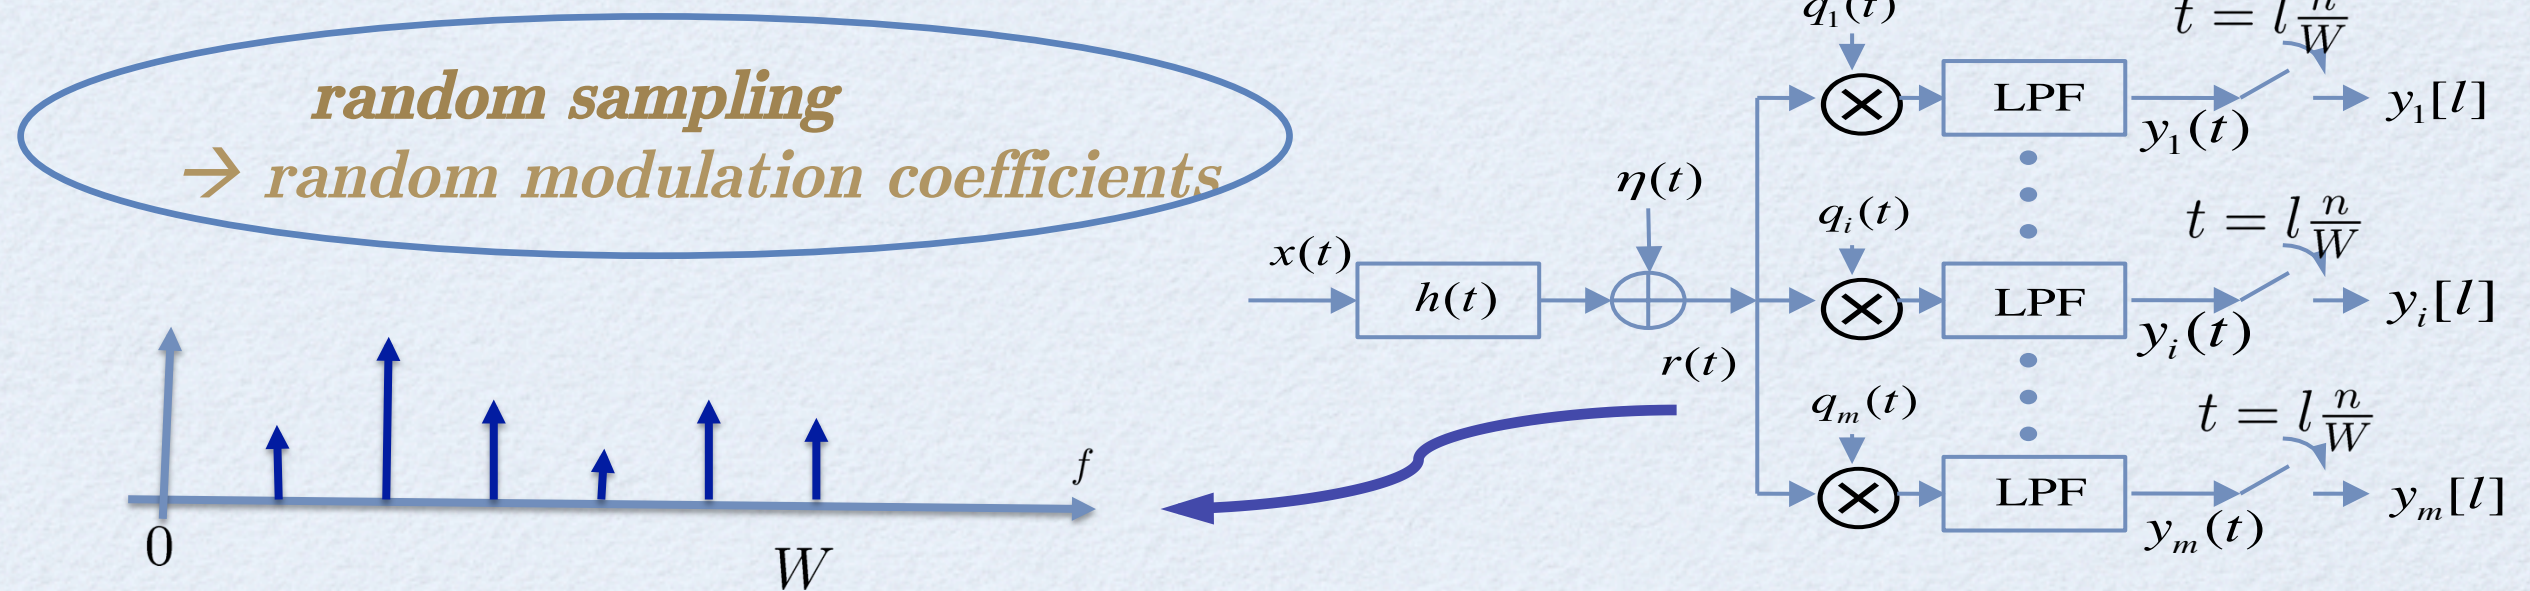 random sampling
→ random modulation coefficients
0
W
f
x(t)
h(t)
η(t)
r(t)
q₁(t)
LPF
y₁(t)
t = l n/W
y₁[l]
qᵢ(t)
LPF
yᵢ(t)
t = l n/W
yᵢ[l]
qₘ(t)
LPF
yₘ(t)
t = l n/W
yₘ[l]